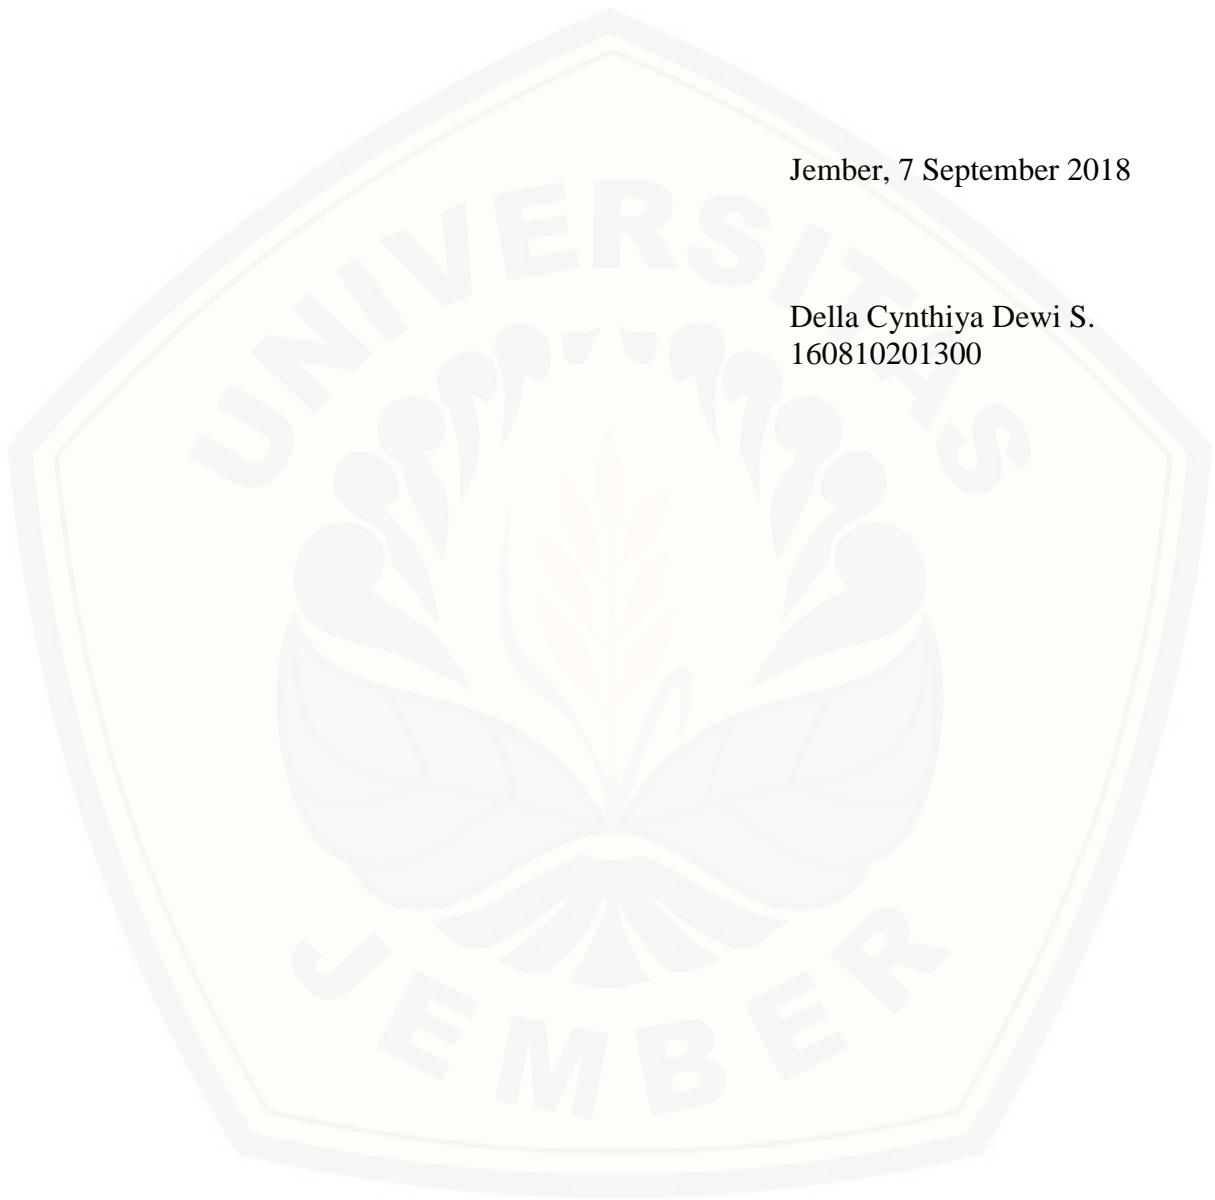 Jember, 7 September 2018
Della Cynthiya Dewi S.
160810201300
UNIVERSITAS
JEMBER